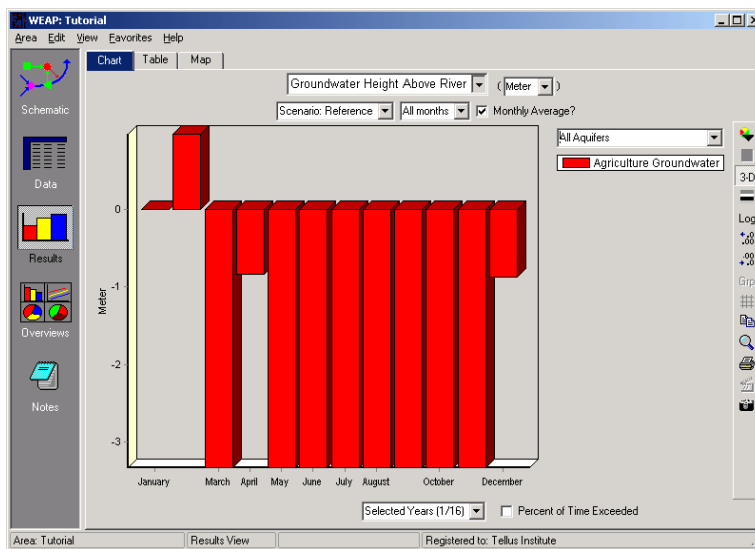 WEAP: Tutorial
Area Edit View Favorites Help
Chart Table Map
Groundwater Height Above River ( Meter )
Scenario: Reference All months Monthly Average?
All Aquifers
Agriculture Groundwater
Schematic
Data
Results
Overviews
Notes
Meter
0
-1
-2
-3
January March April May June July August October December
Selected Years (1/16) Percent of Time Exceeded
3-D
Log
Grp
Area: Tutorial Results View Registered to: Tellus Institute